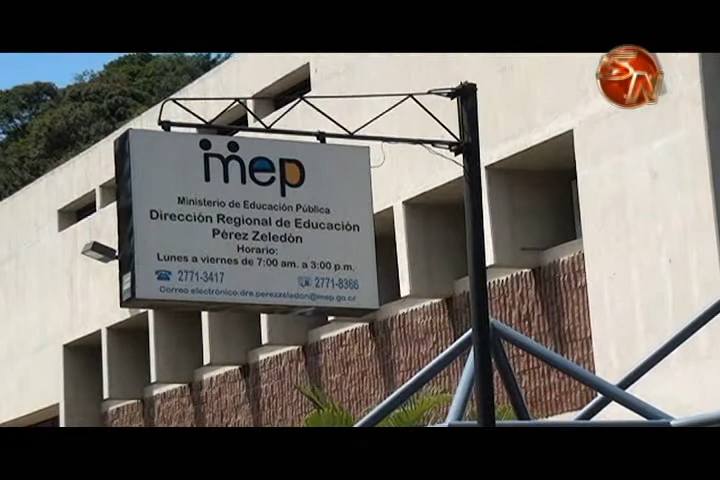 SN
mep
Ministerio de Educación Pública
Dirección Regional de Educación
Pérez Zeledón
Horario:
Lunes a viernes de 7:00 am. a 3:00 p.m.
2771-3417 2771-8366
Correo electrónico:dre.perezzeledon@mep.go.cr